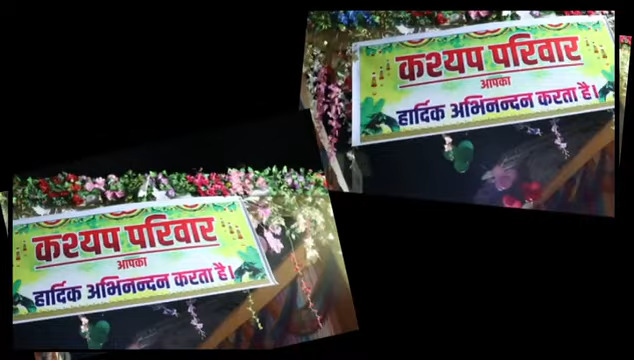 कश्यप परिवार
आपका
हार्दिक अभिनन्दन करता है।
कश्यप परिवार
आपका
हार्दिक अभिनन्दन करता है।